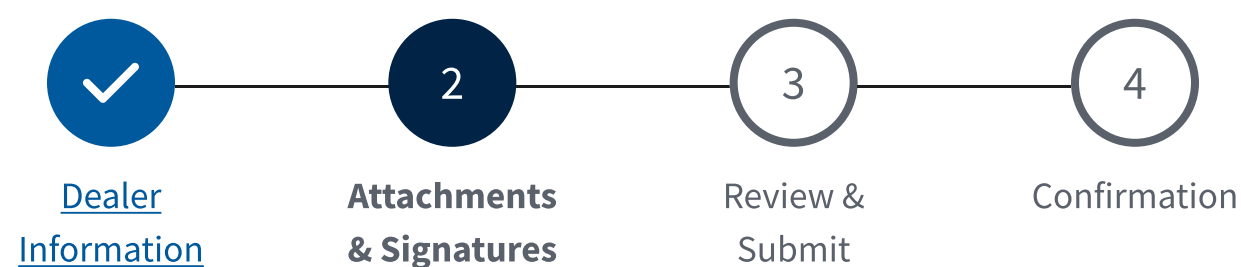 2
3
4
Dealer
Information
Attachments
& Signatures
Review &
Submit
Confirmation